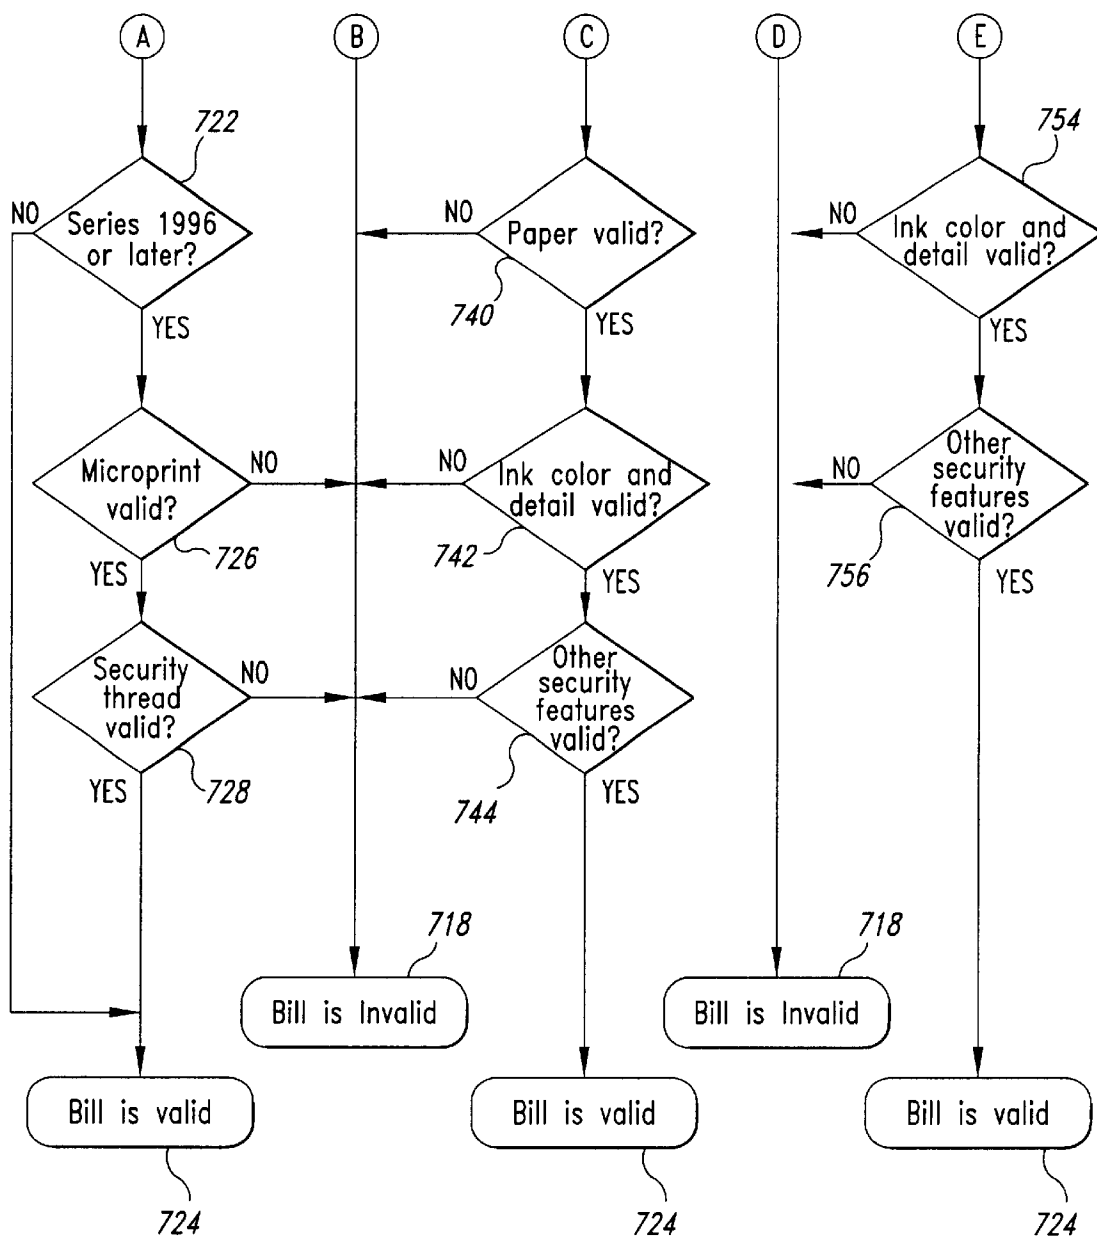 A
B
C
D
E
722
754
NO
Series 1996
or later?
NO
Paper valid?
NO
Ink color and
detail valid?
740
YES
YES
YES
Microprint
valid?
NO
NO
Ink color and
detail valid?
NO
Other
security
features
valid?
726
742
756
YES
YES
YES
Security
thread
valid?
NO
NO
Other
security
features
valid?
728
744
YES
YES
718
718
Bill is Invalid
Bill is Invalid
Bill is valid
Bill is valid
Bill is valid
724
724
724